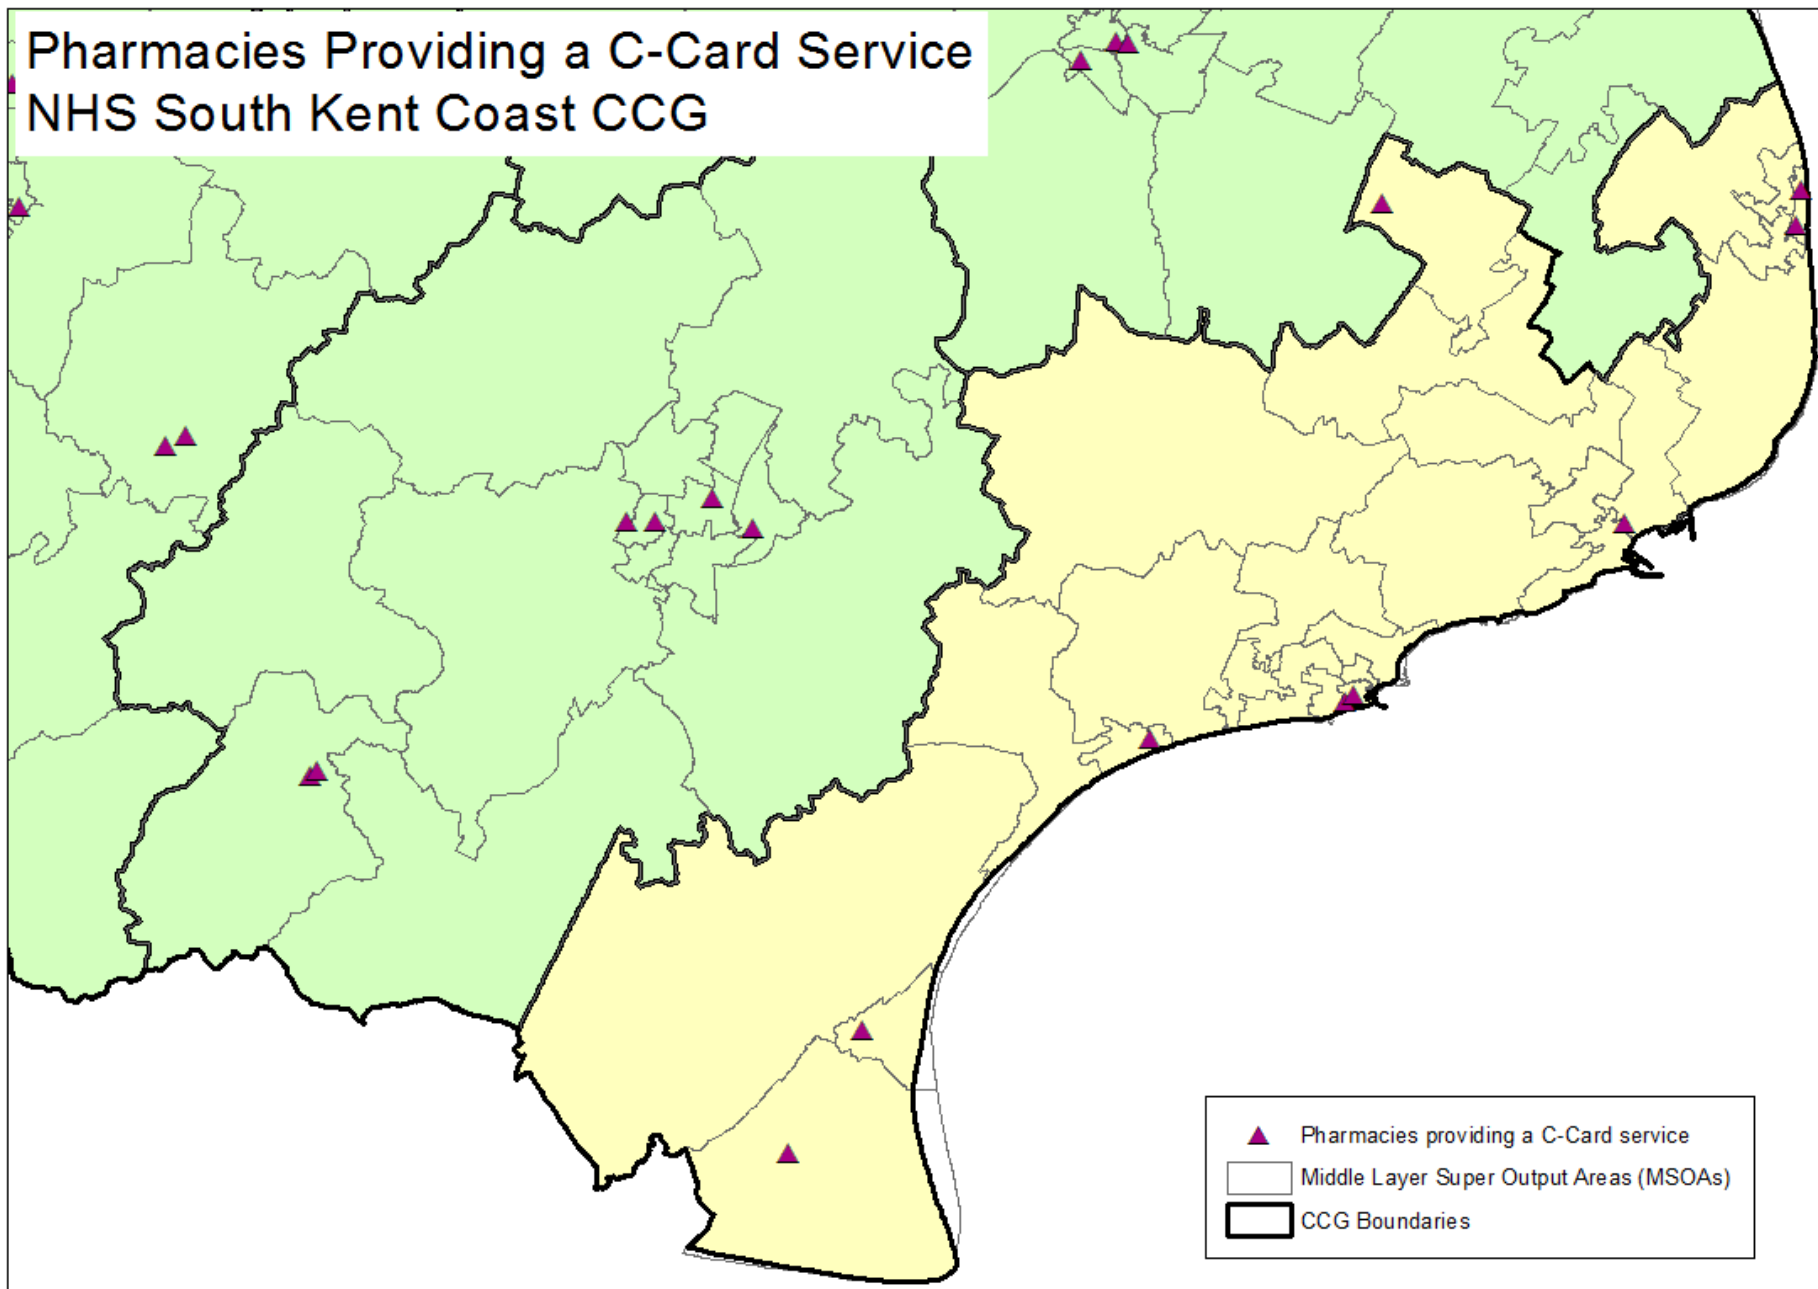 Pharmacies Providing a C-Card Service
NHS South Kent Coast CCG
Pharmacies providing a C-Card service
Middle Layer Super Output Areas (MSOAs)
CCG Boundaries